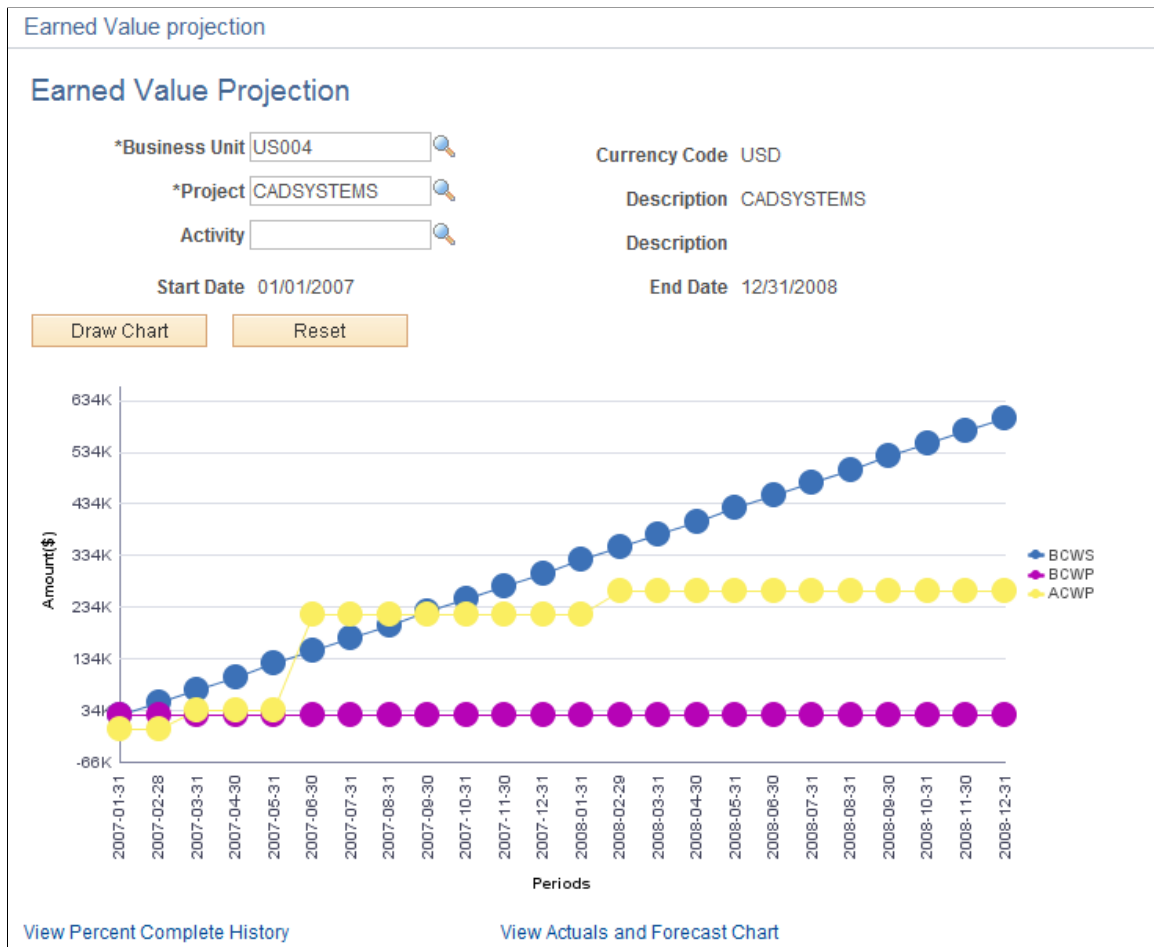 Earned Value projection
Earned Value Projection
*Business Unit US004
Currency Code USD
*Project CADSYSTEMS
Description CADSYSTEMS
Activity
Description
Start Date 01/01/2007
End Date 12/31/2008
Draw Chart
Reset
634K
534K
434K
334K
234K
134K
34K
-66K
Amount($)
BCWS
BCWP
ACWP
2007-01-31
2007-02-28
2007-03-31
2007-04-30
2007-05-31
2007-06-30
2007-07-31
2007-08-31
2007-09-30
2007-10-31
2007-11-30
2007-12-31
2008-01-31
2008-02-29
2008-03-31
2008-04-30
2008-05-31
2008-06-30
2008-07-31
2008-08-31
2008-09-30
2008-10-31
2008-11-30
2008-12-31
Periods
View Percent Complete History
View Actuals and Forecast Chart